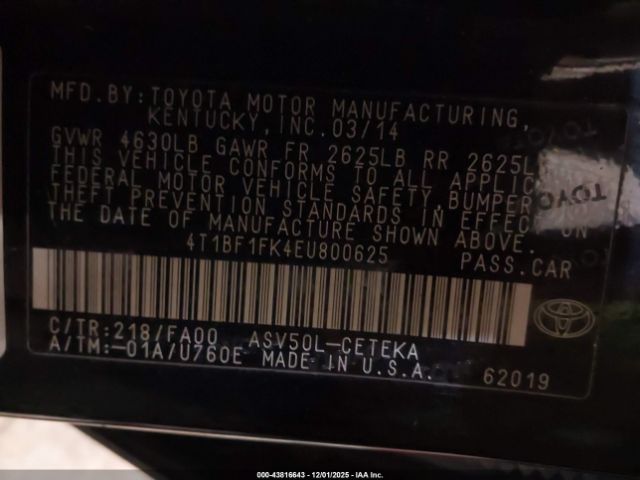 MFD.BY:TOYOTA MOTOR MANUFACTURING,
KENTUCKY,INC.03/14
GVWR 4630LB GAWR FR 2625LB RR 2625L
THIS VEHICLE CONFORMS TO ALL APPLIC
FEDERAL MOTOR VEHICLE SAFETY,BUMPER
THEFT PREVENTION STANDARDS IN EFFEC ON
THE DATE OF MANUFACTURE SHOWN ABOVE.
4T1BF1FK4EU800625 PASS.CAR
C/TR:218/FA00 ASV50L-CETEKA
A/TM:-01A/U760E MADE IN U.S.A.
62019
TOYO
000-43816643 - 12/01/2025 - IAA Inc.